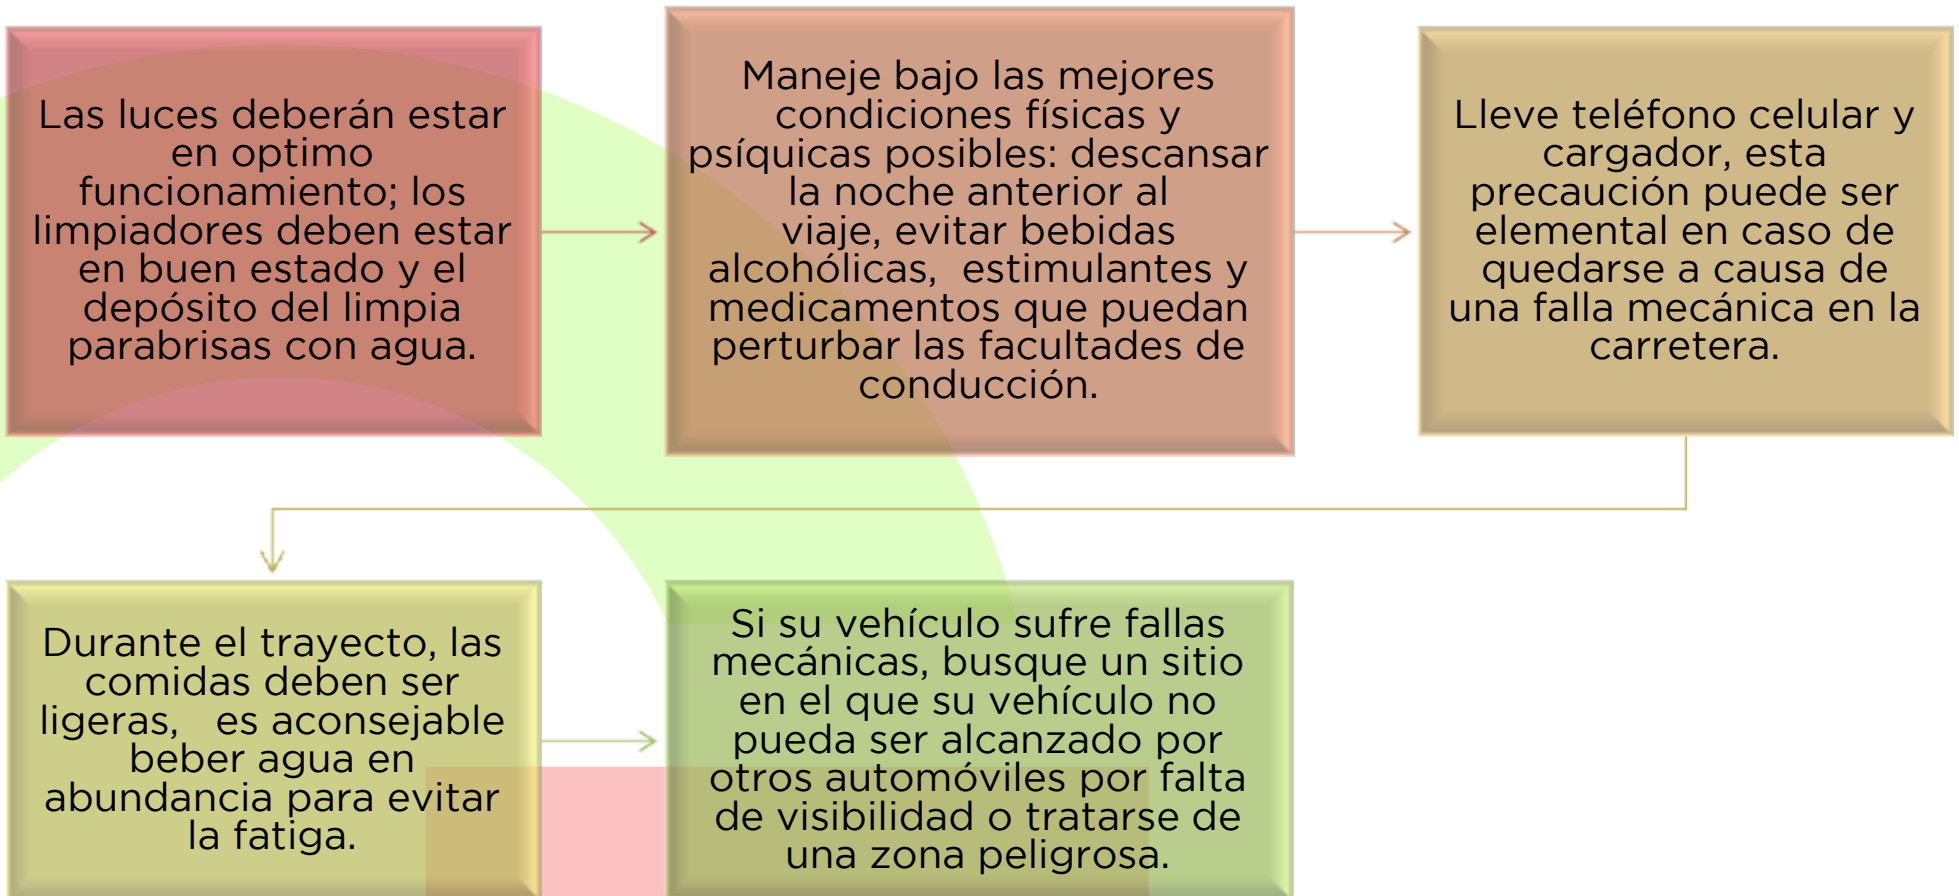 Las luces deberán estar
en optimo
funcionamiento; los
limpiadores deben estar
en buen estado y el
depósito del limpia
parabrisas con agua.
Maneje bajo las mejores
condiciones físicas y
psíquicas posibles: descansar
la noche anterior al
viaje, evitar bebidas
alcohólicas,  estimulantes y
medicamentos que puedan
perturbar las facultades de
conducción.
Lleve teléfono celular y
cargador, esta
precaución puede ser
elemental en caso de
quedarse a causa de
una falla mecánica en la
carretera.
Durante el trayecto, las
comidas deben ser
ligeras,   es aconsejable
beber agua en
abundancia para evitar
la fatiga.
Si su vehículo sufre fallas
mecánicas, busque un sitio
en el que su vehículo no
pueda ser alcanzado por
otros automóviles por falta
de visibilidad o tratarse de
una zona peligrosa.